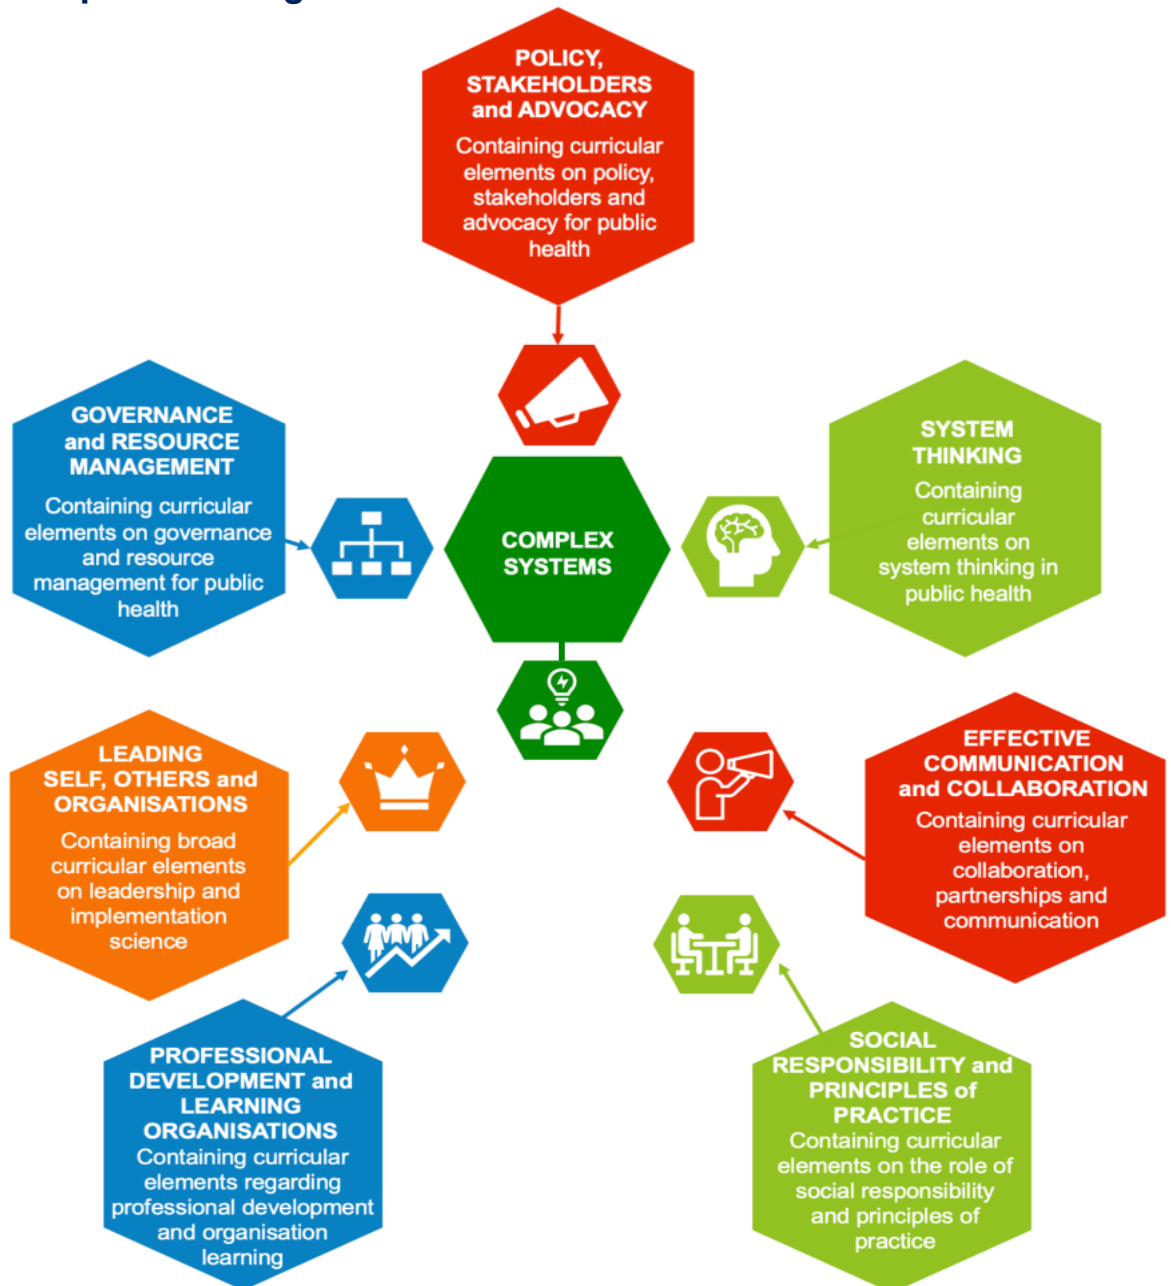 POLICY,
STAKEHOLDERS
and ADVOCACY
Containing curricular
elements on policy,
stakeholders and
advocacy for public
health
GOVERNANCE
and RESOURCE
MANAGEMENT
Containing curricular
elements on governance
and resource
management for public
health
COMPLEX
SYSTEMS
SYSTEM
THINKING
Containing
curricular
elements on
system thinking in
public health
LEADING
SELF, OTHERS and
ORGANISATIONS
Containing broad
curricular elements
on leadership and
implementation
science
EFFECTIVE
COMMUNICATION
and COLLABORATION
Containing curricular
elements on
collaboration,
partnerships and
communication
PROFESSIONAL
DEVELOPMENT and
LEARNING
ORGANISATIONS
Containing curricular
elements regarding
professional development
and organisation
learning
SOCIAL
RESPONSIBILITY and
PRINCIPLES of
PRACTICE
Containing curricular
elements on the role of
social responsibility
and principles of
practice